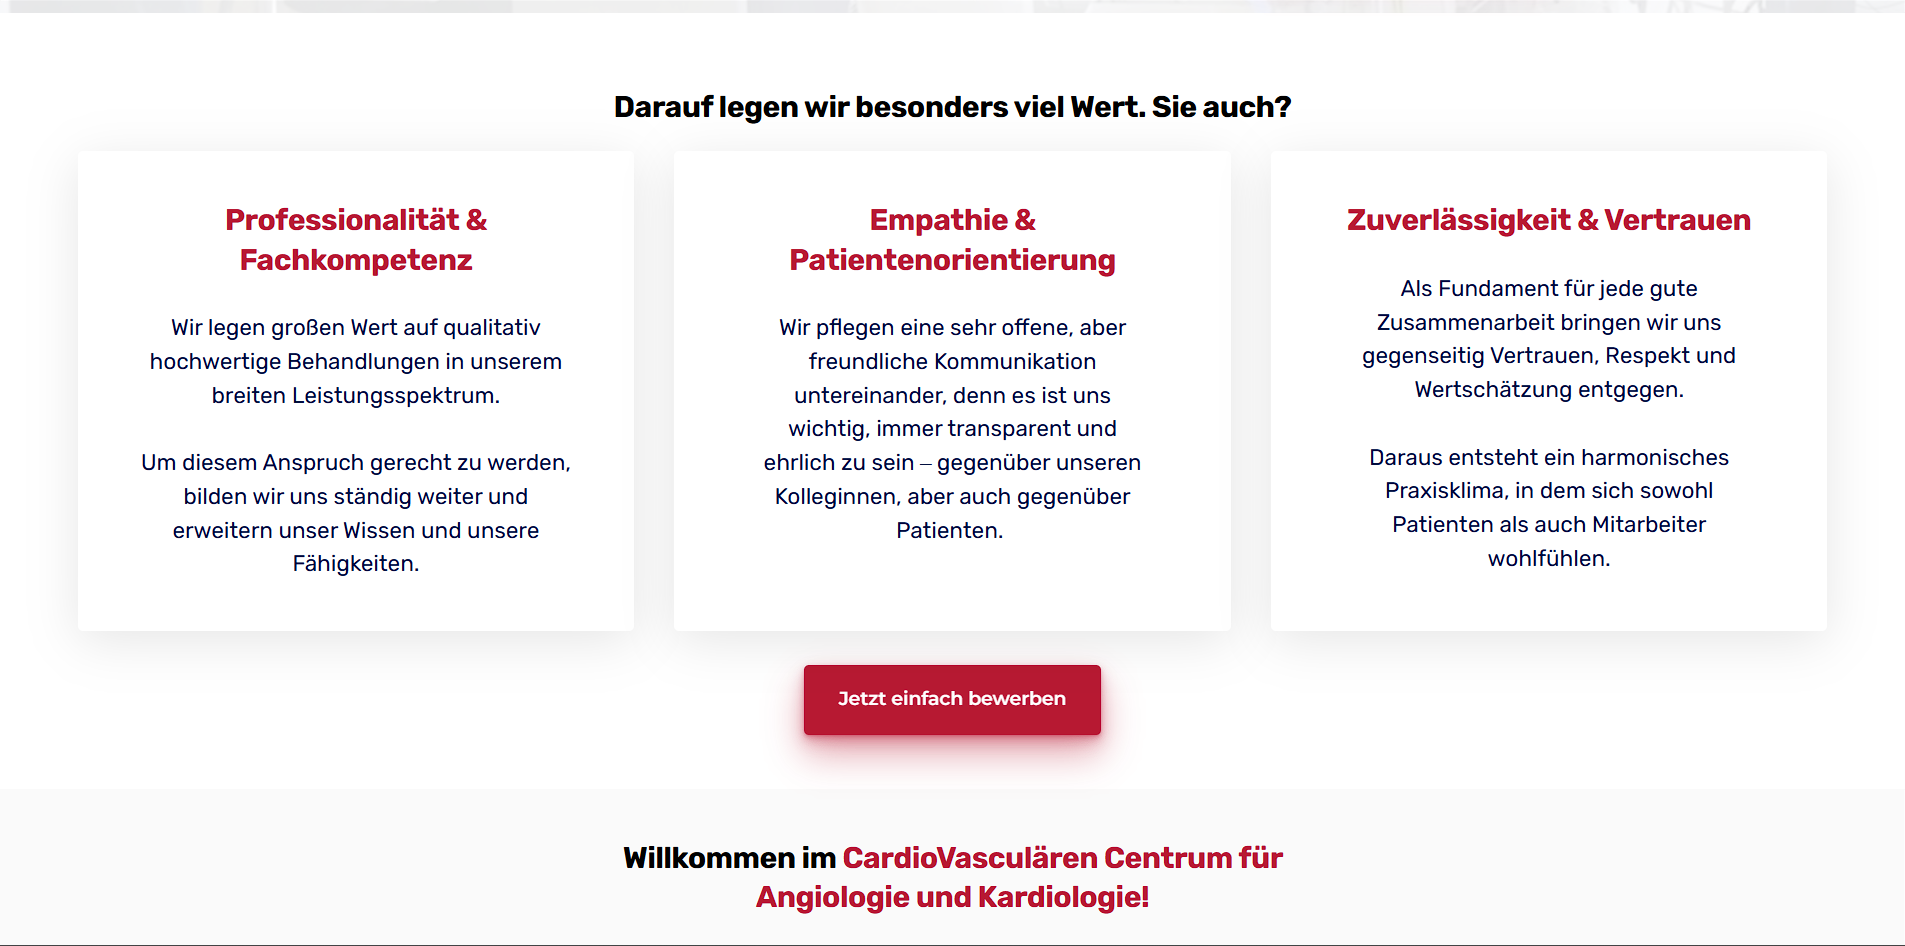 Darauf legen wir besonders viel Wert. Sie auch?
Professionalität &
Fachkompetenz
Wir legen großen Wert auf qualitativ
hochwertige Behandlungen in unserem
breiten Leistungsspektrum.
Um diesem Anspruch gerecht zu werden,
bilden wir uns ständig weiter und
erweitern unser Wissen und unsere
Fähigkeiten.
Empathie &
Patientenorientierung
Wir pflegen eine sehr offene, aber
freundliche Kommunikation
untereinander, denn es ist uns
wichtig, immer transparent und
ehrlich zu sein – gegenüber unseren
Kolleginnen, aber auch gegenüber
Patienten.
Zuverlässigkeit & Vertrauen
Als Fundament für jede gute
Zusammenarbeit bringen wir uns
gegenseitig Vertrauen, Respekt und
Wertschätzung entgegen.
Daraus entsteht ein harmonisches
Praxisklima, in dem sich sowohl
Patienten als auch Mitarbeiter
wohlfühlen.
Jetzt einfach bewerben
Willkommen im CardioVasculären Centrum für
Angiologie und Kardiologie!